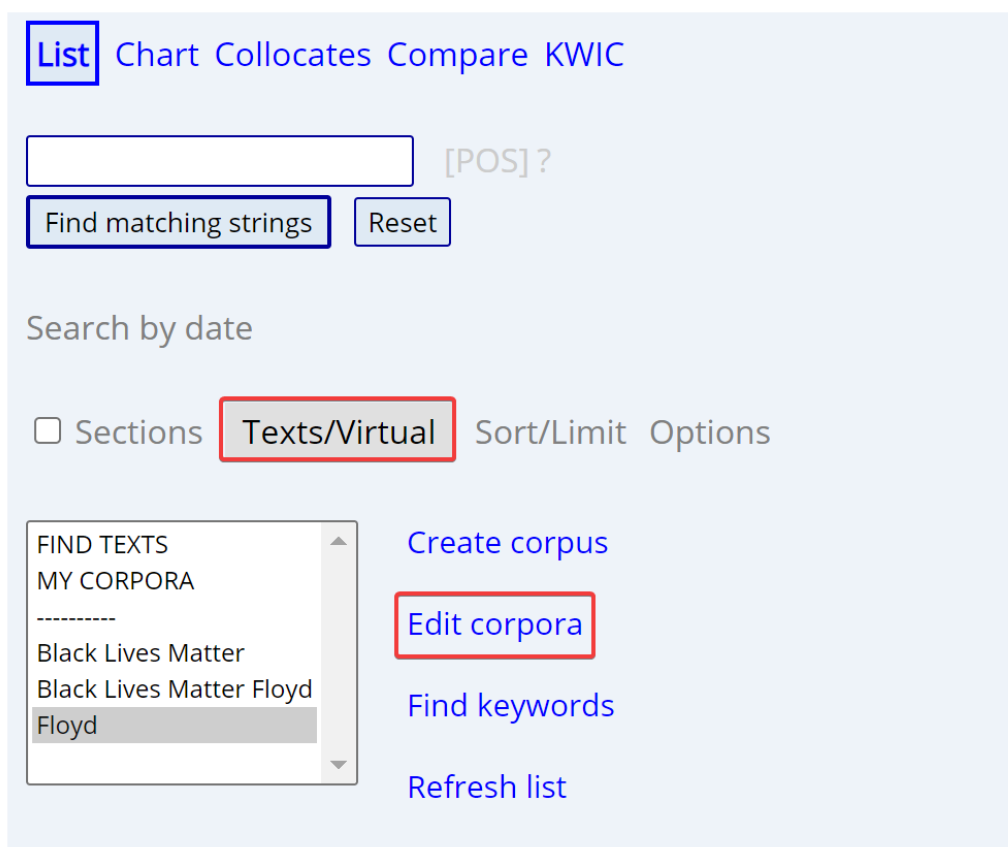 List Chart Collocates Compare KWIC
[POS] ?
Find matching strings Reset
Search by date
Sections Texts/Virtual Sort/Limit Options
FIND TEXTS
MY CORPORA
----------
Black Lives Matter
Black Lives Matter Floyd
Floyd
Create corpus
Edit corpora
Find keywords
Refresh list